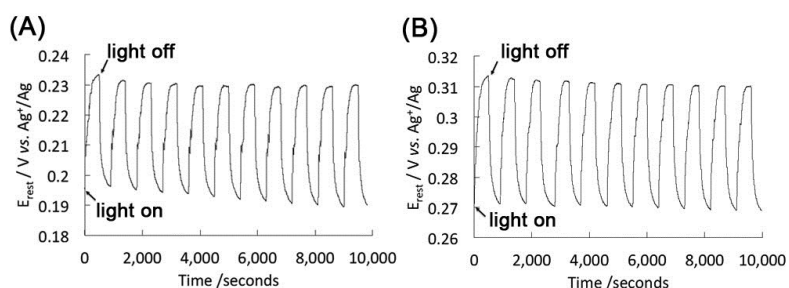 (A)
light off
0.24
0.23
0.22
0.21
0.2
0.19
0.18
E_rest / V vs. Ag⁺/Ag
light on
0 2,000 4,000 6,000 8,000 10,000
Time /seconds
(B)
light off
0.32
0.31
0.3
0.29
0.28
0.27
0.26
E_rest / V vs. Ag⁺/Ag
light on
0 2,000 4,000 6,000 8,000 10,000
Time /seconds